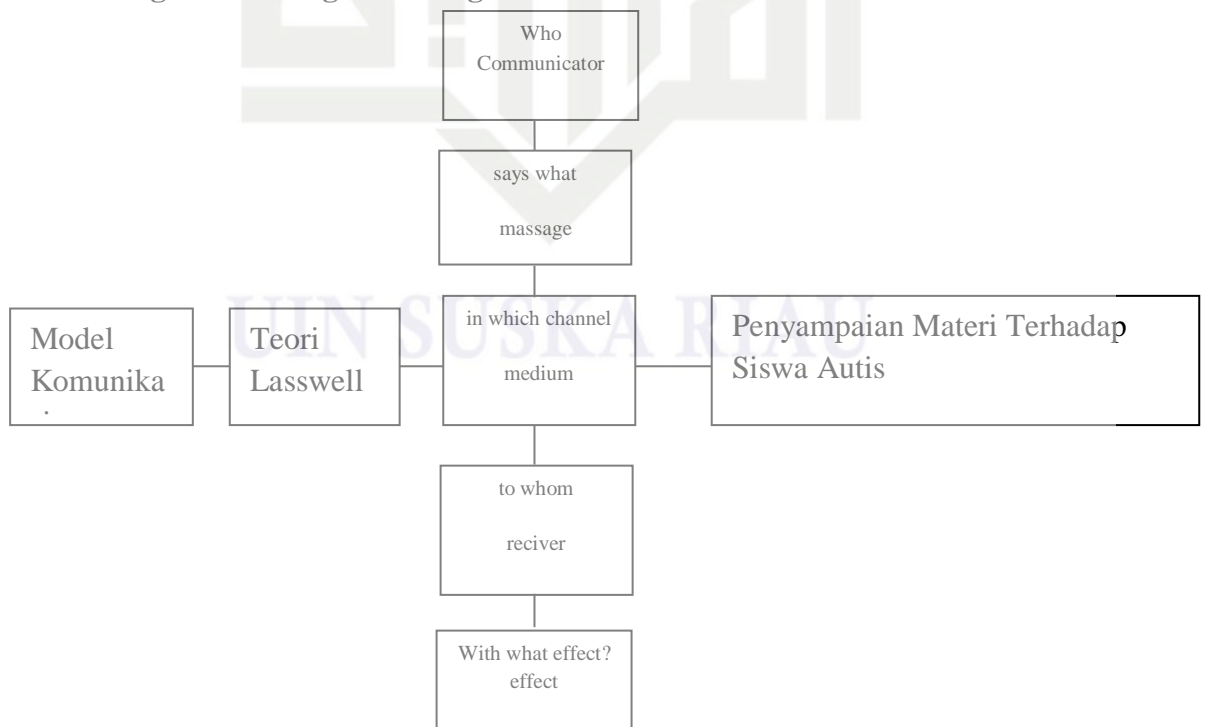 Who
Communicator
says what
massage
in which channel
medium
Model
Komunika
Teori
Lasswell
Penyampaian Materi Terhadap
Siswa Autis
to whom
reciver
With what effect?
effect
UIN SUSKA RIAU